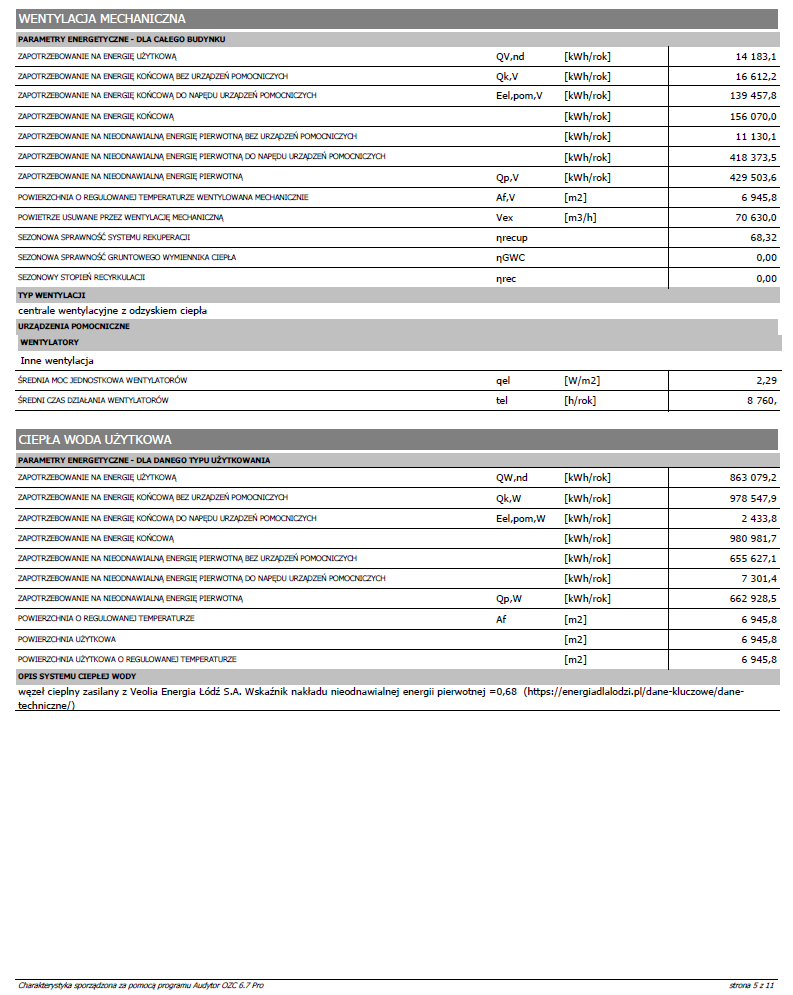 WENTYLACJA MECHANICZNA
PARAMETRY ENERGETYCZNE - DLA CAŁEGO BUDYNKU
ZAPOTRZEBOWANIE NA ENERGIĘ UŻYTKOWĄ QV,nd [kWh/rok] 14 183,1
ZAPOTRZEBOWANIE NA ENERGIĘ KOŃCOWĄ BEZ URZĄDZEŃ POMOCNICZYCH Qk,V [kWh/rok] 16 612,2
ZAPOTRZEBOWANIE NA ENERGIĘ KOŃCOWĄ DO NAPĘDU URZĄDZEŃ POMOCNICZYCH Eel,pom,V [kWh/rok] 139 457,8
ZAPOTRZEBOWANIE NA ENERGIĘ KOŃCOWĄ [kWh/rok] 156 070,0
ZAPOTRZEBOWANIE NA NIEODNAWIALNĄ ENERGIĘ PIERWOTNĄ BEZ URZĄDZEŃ POMOCNICZYCH [kWh/rok] 11 130,1
ZAPOTRZEBOWANIE NA NIEODNAWIALNĄ ENERGIĘ PIERWOTNĄ DO NAPĘDU URZĄDZEŃ POMOCNICZYCH [kWh/rok] 418 373,5
ZAPOTRZEBOWANIE NA NIEODNAWIALNĄ ENERGIĘ PIERWOTNĄ Qp,V [kWh/rok] 429 503,6
POWIERZCHNIA O REGULOWANEJ TEMPERATURZE WENTYLOWANA MECHANICZNIE Af,V [m2] 6 945,8
POWIETRZE USUWANE PRZEZ WENTYLACJĘ MECHANICZNĄ Vex [m3/h] 70 630,0
SEZONOWA SPRAWNOŚĆ SYSTEMU REKUPERACJI ηrecup 68,32
SEZONOWA SPRAWNOŚĆ GRUNTOWEGO WYMIENNIKA CIEPŁA ηGWC 0,00
SEZONOWY STOPIEŃ RECYRKULACJI ηrec 0,00
TYP WENTYLACJI
centrale wentylacyjne z odzyskiem ciepła
URZĄDZENIA POMOCNICZNE
WENTYLATORY
Inne wentylacja
ŚREDNIA MOC JEDNOSTKOWA WENTYLATORÓW qel [W/m2] 2,29
ŚREDNI CZAS DZIAŁANIA WENTYLATORÓW tel [h/rok] 8 760,
CIEPŁA WODA UŻYTKOWA
PARAMETRY ENERGETYCZNE - DLA DANEGO TYPU UŻYTKOWANIA
ZAPOTRZEBOWANIE NA ENERGIĘ UŻYTKOWĄ QW,nd [kWh/rok] 863 079,2
ZAPOTRZEBOWANIE NA ENERGIĘ KOŃCOWĄ BEZ URZĄDZEŃ POMOCNICZYCH Qk,W [kWh/rok] 978 547,9
ZAPOTRZEBOWANIE NA ENERGIĘ KOŃCOWĄ DO NAPĘDU URZĄDZEŃ POMOCNICZYCH Eel,pom,W [kWh/rok] 2 433,8
ZAPOTRZEBOWANIE NA ENERGIĘ KOŃCOWĄ [kWh/rok] 980 981,7
ZAPOTRZEBOWANIE NA NIEODNAWIALNĄ ENERGIĘ PIERWOTNĄ BEZ URZĄDZEŃ POMOCNICZYCH [kWh/rok] 655 627,1
ZAPOTRZEBOWANIE NA NIEODNAWIALNĄ ENERGIĘ PIERWOTNĄ DO NAPĘDU URZĄDZEŃ POMOCNICZYCH [kWh/rok] 7 301,4
ZAPOTRZEBOWANIE NA NIEODNAWIALNĄ ENERGIĘ PIERWOTNĄ Qp,W [kWh/rok] 662 928,5
POWIERZCHNIA O REGULOWANEJ TEMPERATURZE Af [m2] 6 945,8
POWIERZCHNIA UŻYTKOWA [m2] 6 945,8
POWIERZCHNIA UŻYTKOWA O REGULOWANEJ TEMPERATURZE [m2] 6 945,8
OPIS SYSTEMU CIEPŁEJ WODY
węzeł cieplny zasilany z Veolia Energia Łódź S.A. Wskaźnik nakładu nieodnawialnej energii pierwotnej =0,68 (https://energiadlalodzi.pl/dane-kluczowe/dane-
techniczne/)
Charakterystyka sporządzona za pomocą programu Audytor OZC 6.7 Pro strona 5 z 11